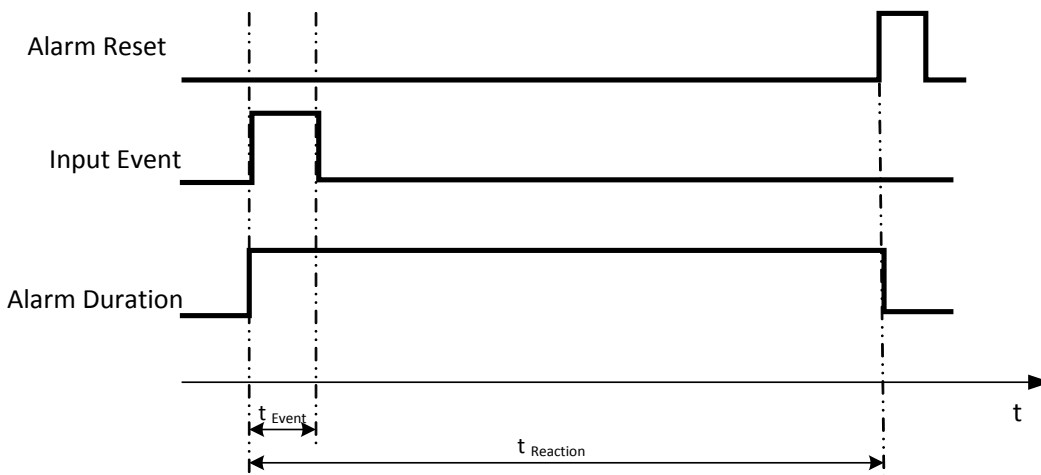 Alarm Reset
Input Event
Alarm Duration
t
t Event
t Reaction